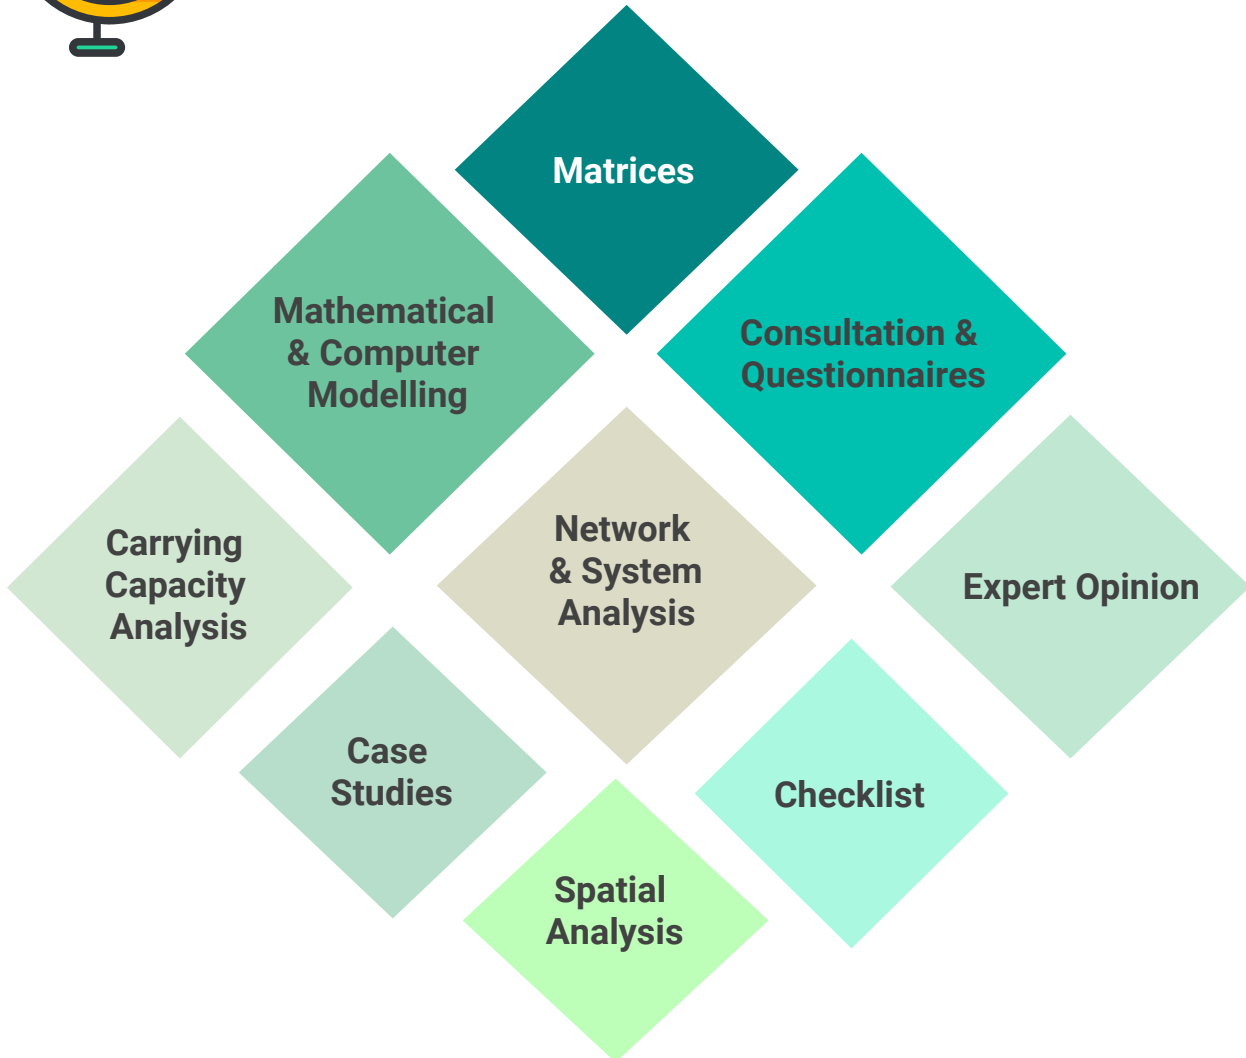 Matrices
Mathematical
& Computer
Modelling
Consultation &
Questionnaires
Carrying
Capacity
Analysis
Network
& System
Analysis
Expert Opinion
Case
Studies
Checklist
Spatial
Analysis